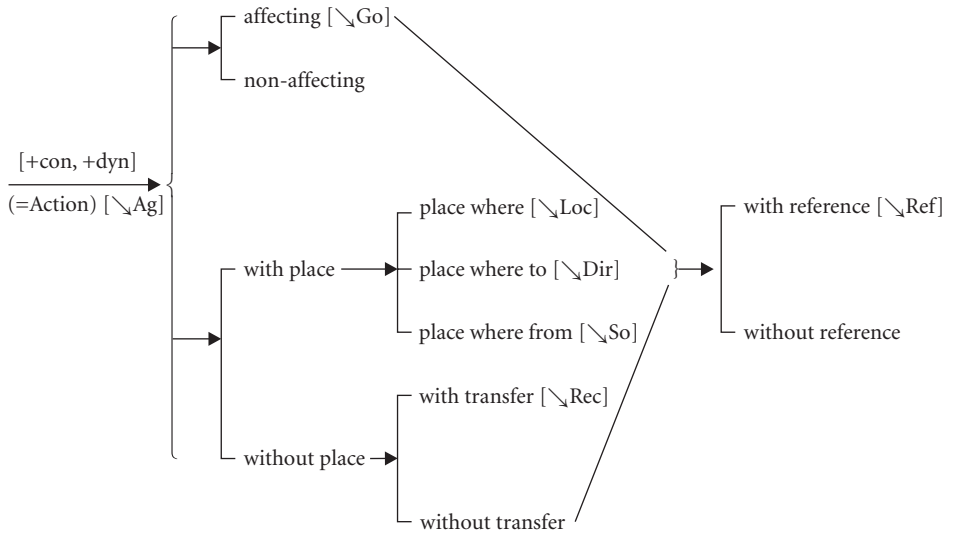 affecting [↘Go]
non-affecting
[+con, +dyn]
(=Action) [↘Ag]
place where [↘Loc]
with reference [↘Ref]
with place
place where to [↘Dir]
place where from [↘So]
without reference
with transfer [↘Rec]
without place
without transfer